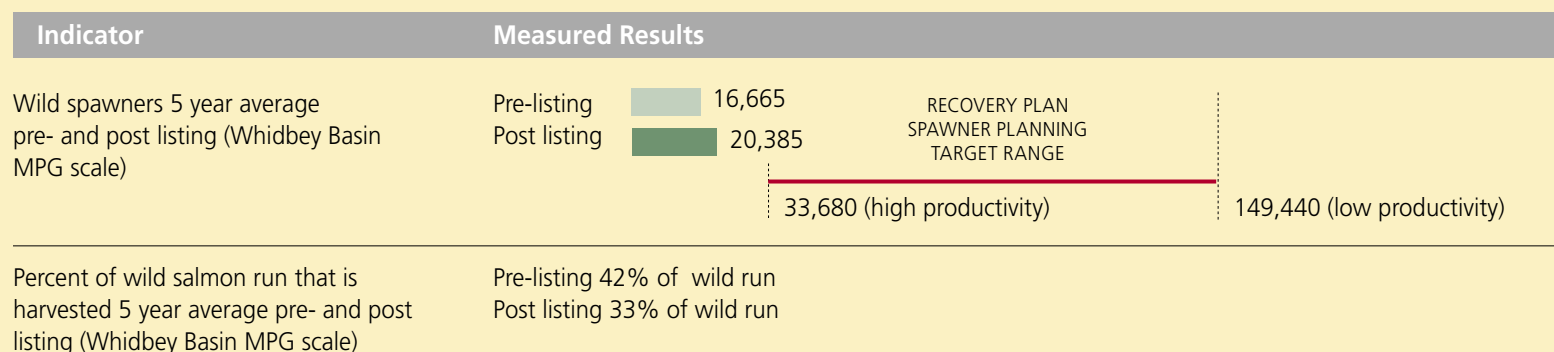 Indicator
Measured Results
Wild spawners 5 year average
pre- and post listing (Whidbey Basin
MPG scale)
Pre-listing 16,665
Post listing 20,385
RECOVERY PLAN
SPAWNER PLANNING
TARGET RANGE
33,680 (high productivity)
149,440 (low productivity)
Percent of wild salmon run that is
harvested 5 year average pre- and post
listing (Whidbey Basin MPG scale)
Pre-listing 42% of wild run
Post listing 33% of wild run